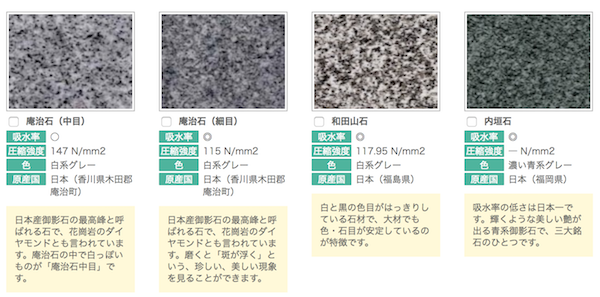 庵治石（中目）
吸水率 ○
圧縮強度 147 N/mm2
色 白系グレー
原産国 日本（香川県木田郡
庵治町）
日本産御影石の最高峰と呼
ばれる石で、花崗岩のダイ
ヤモンドとも言われていま
す。庵治石の中で白っぽい
ものが「庵治石中目」で
す。
庵治石（細目）
吸水率 ◎
圧縮強度 115 N/mm2
色 白系グレー
原産国 日本（香川県木田郡
庵治町）
日本産御影石の最高峰と呼
ばれる石で、花崗岩のダイ
ヤモンドとも言われていま
す。磨くと「斑が浮く」と
いう、珍しい、美しい現象
を見ることができます。
和田山石
吸水率 ◎
圧縮強度 117.95 N/mm2
色 白系グレー
原産国 日本（福島県）
白と黒の色目がはっきりし
ている石材で、大材でも
色・石目が安定しているの
が特徴です。
内垣石
吸水率 ◎
圧縮強度 ― N/mm2
色 濃い青系グレー
原産国 日本（福岡県）
吸水率の低さは日本一で
す。輝くような美しい艶が
出る青系御影石で、三大銘
石のひとつです。